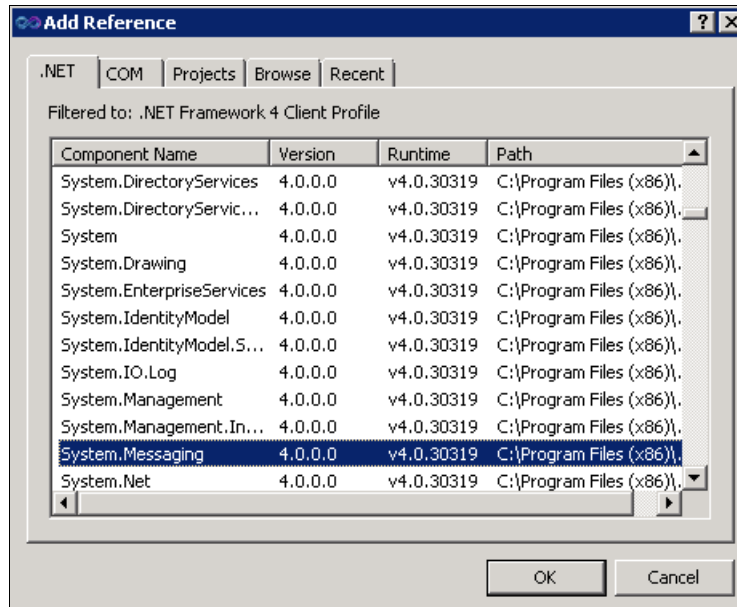 Add Reference
.NET COM Projects Browse Recent
Filtered to: .NET Framework 4 Client Profile
Component Name Version Runtime Path
System.DirectoryServices 4.0.0.0 v4.0.30319 C:\Program Files (x86)\.
System.DirectoryServic... 4.0.0.0 v4.0.30319 C:\Program Files (x86)\.
System 4.0.0.0 v4.0.30319 C:\Program Files (x86)\.
System.Drawing 4.0.0.0 v4.0.30319 C:\Program Files (x86)\.
System.EnterpriseServices 4.0.0.0 v4.0.30319 C:\Program Files (x86)\.
System.IdentityModel 4.0.0.0 v4.0.30319 C:\Program Files (x86)\.
System.IdentityModel.S... 4.0.0.0 v4.0.30319 C:\Program Files (x86)\.
System.IO.Log 4.0.0.0 v4.0.30319 C:\Program Files (x86)\.
System.Management 4.0.0.0 v4.0.30319 C:\Program Files (x86)\.
System.Management.In... 4.0.0.0 v4.0.30319 C:\Program Files (x86)\.
System.Messaging 4.0.0.0 v4.0.30319 C:\Program Files (x86)\.
System.Net 4.0.0.0 v4.0.30319 C:\Program Files (x86)\.
OK Cancel